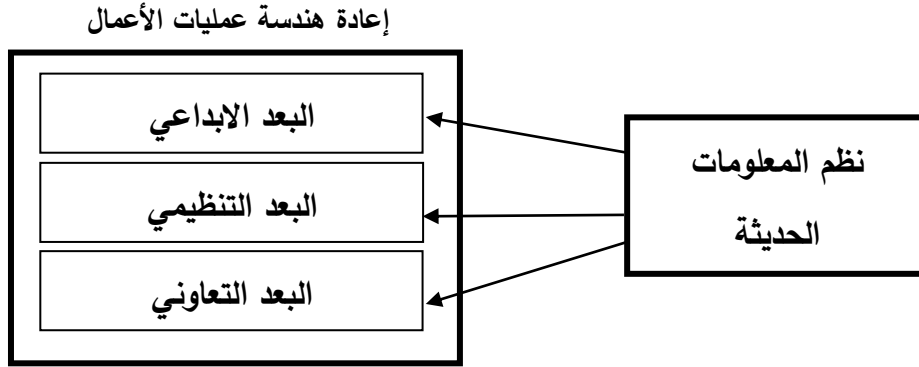 إعادة هندسة عمليات الأعمال
البعد الابداعي
البعد التنظيمي
البعد التعاوني
نظم المعلومات
الحديثة